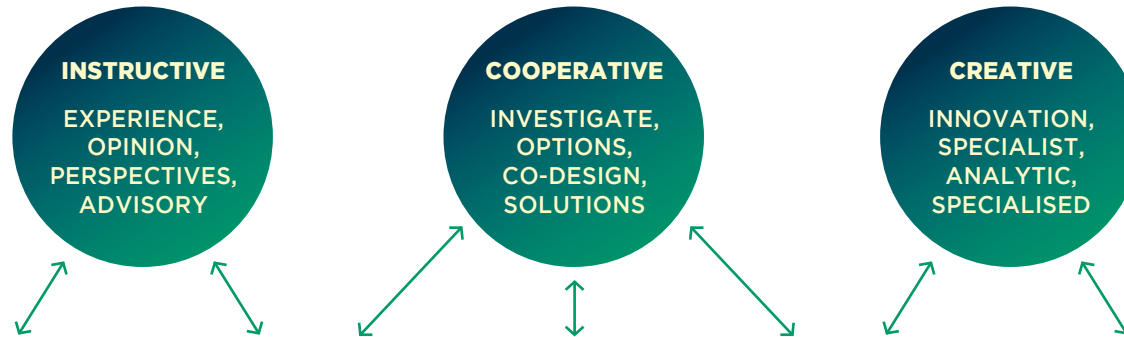 INSTRUCTIVE
EXPERIENCE,
OPINION,
PERSPECTIVES,
ADVISORY
COOPERATIVE
INVESTIGATE,
OPTIONS,
CO-DESIGN,
SOLUTIONS
CREATIVE
INNOVATION,
SPECIALIST,
ANALYTIC,
SPECIALISED